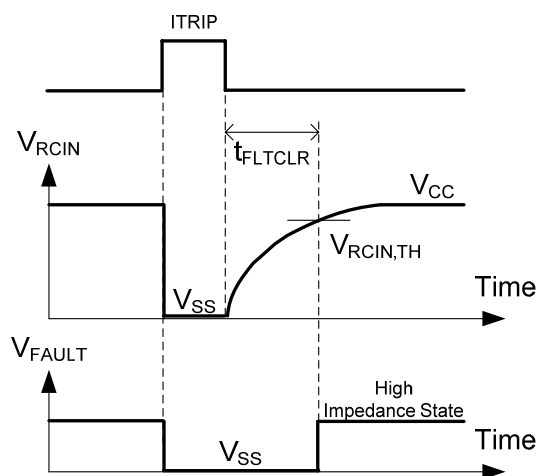 ITRIP
VRCIN
tFLTCLR
VCC
VRCIN,TH
VSS
Time
VFAULT
High
Impedance State
VSS
Time